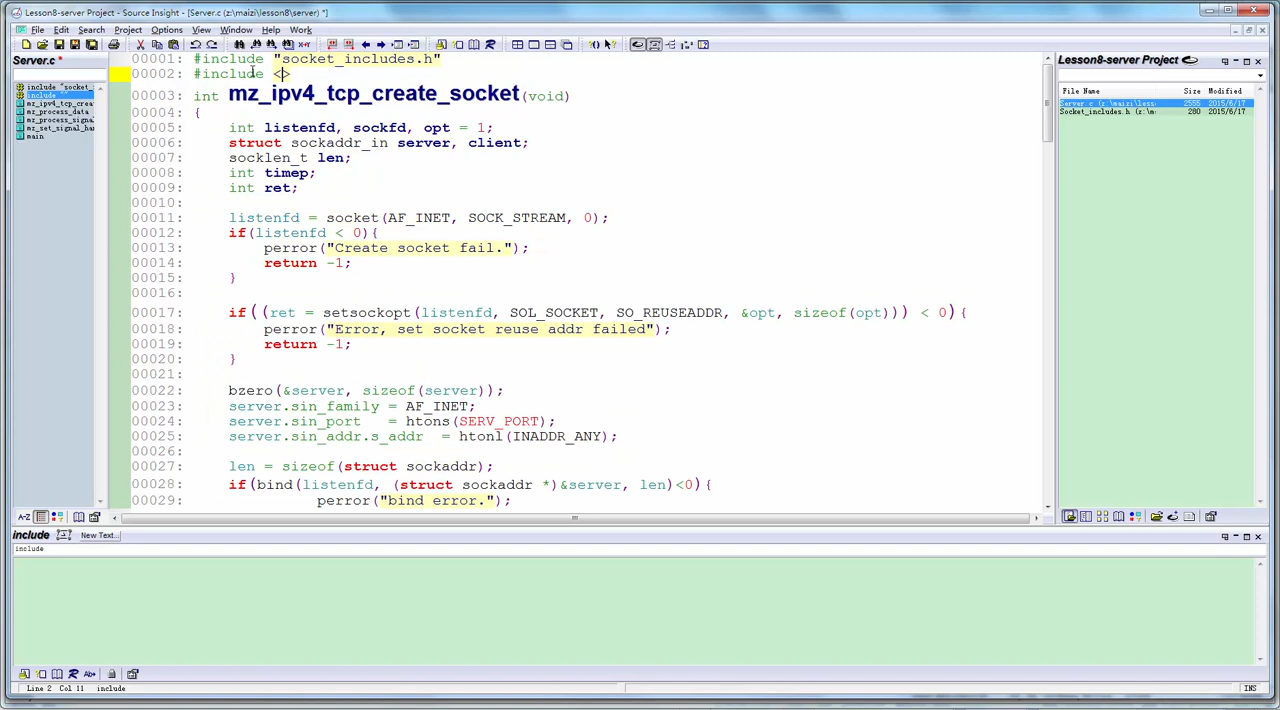 Lesson8-server Project - Source Insight - [Server.c (z:\maizi\lesson8\server) *]
File Edit Search Project Options View Window Help Work
Server.c *
include "socket_
include ""
mz_ipv4_tcp_crea
mz_process_data
mz_process_signa
mz_set_signal_ha
main
00001: #include "socket_includes.h"
00002: #include <>
00003: int mz_ipv4_tcp_create_socket(void)
00004: {
00005: int listenfd, sockfd, opt = 1;
00006: struct sockaddr_in server, client;
00007: socklen_t len;
00008: int timep;
00009: int ret;
00010:
00011: listenfd = socket(AF_INET, SOCK_STREAM, 0);
00012: if(listenfd < 0){
00013: perror("Create socket fail.");
00014: return -1;
00015: }
00016:
00017: if((ret = setsockopt(listenfd, SOL_SOCKET, SO_REUSEADDR, &opt, sizeof(opt))) < 0){
00018: perror("Error, set socket reuse addr failed");
00019: return -1;
00020: }
00021:
00022: bzero(&server, sizeof(server));
00023: server.sin_family = AF_INET;
00024: server.sin_port = htons(SERV_PORT);
00025: server.sin_addr.s_addr = htonl(INADDR_ANY);
00026:
00027: len = sizeof(struct sockaddr);
00028: if(bind(listenfd, (struct sockaddr *)&server, len)<0){
00029: perror("bind error.");
Lesson8-server Project
File Name Size Modified
Server.c (z:\maizi\less 2555 2015/6/17
Socket_includes.h (z:\m 280 2015/6/17
A-Z
include New Text...
include
Line 2 Col 11 include INS